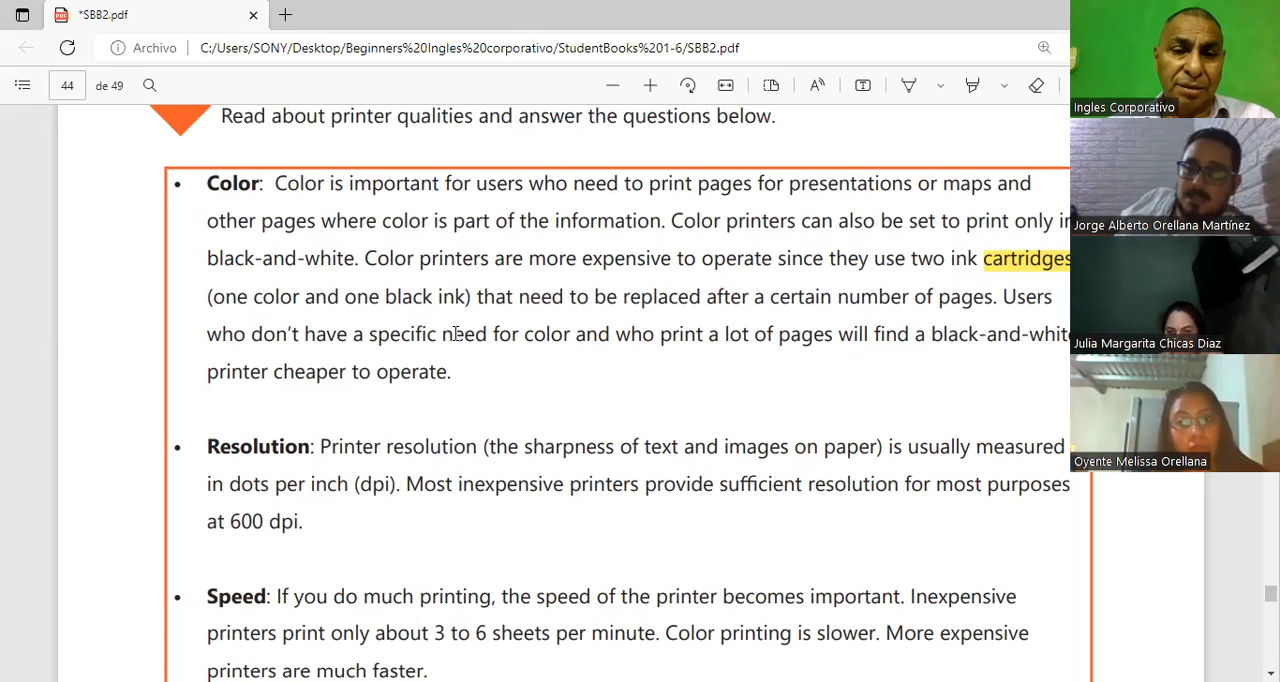 *SBB2.pdf
Archivo
C:/Users/SONY/Desktop/Beginners%20Ingles%20corporativo/StudentBooks%201-6/SBB2.pdf
44 de 49
Read about printer qualities and answer the questions below.
• Color: Color is important for users who need to print pages for presentations or maps and
other pages where color is part of the information. Color printers can also be set to print only in
black-and-white. Color printers are more expensive to operate since they use two ink cartridges
(one color and one black ink) that need to be replaced after a certain number of pages. Users
who don't have a specific need for color and who print a lot of pages will find a black-and-white
printer cheaper to operate.
• Resolution: Printer resolution (the sharpness of text and images on paper) is usually measured
in dots per inch (dpi). Most inexpensive printers provide sufficient resolution for most purposes
at 600 dpi.
• Speed: If you do much printing, the speed of the printer becomes important. Inexpensive
printers print only about 3 to 6 sheets per minute. Color printing is slower. More expensive
printers are much faster.
Ingles Corporativo
Jorge Alberto Orellana Martínez
Julia Margarita Chicas Diaz
Oyente Melissa Orellana